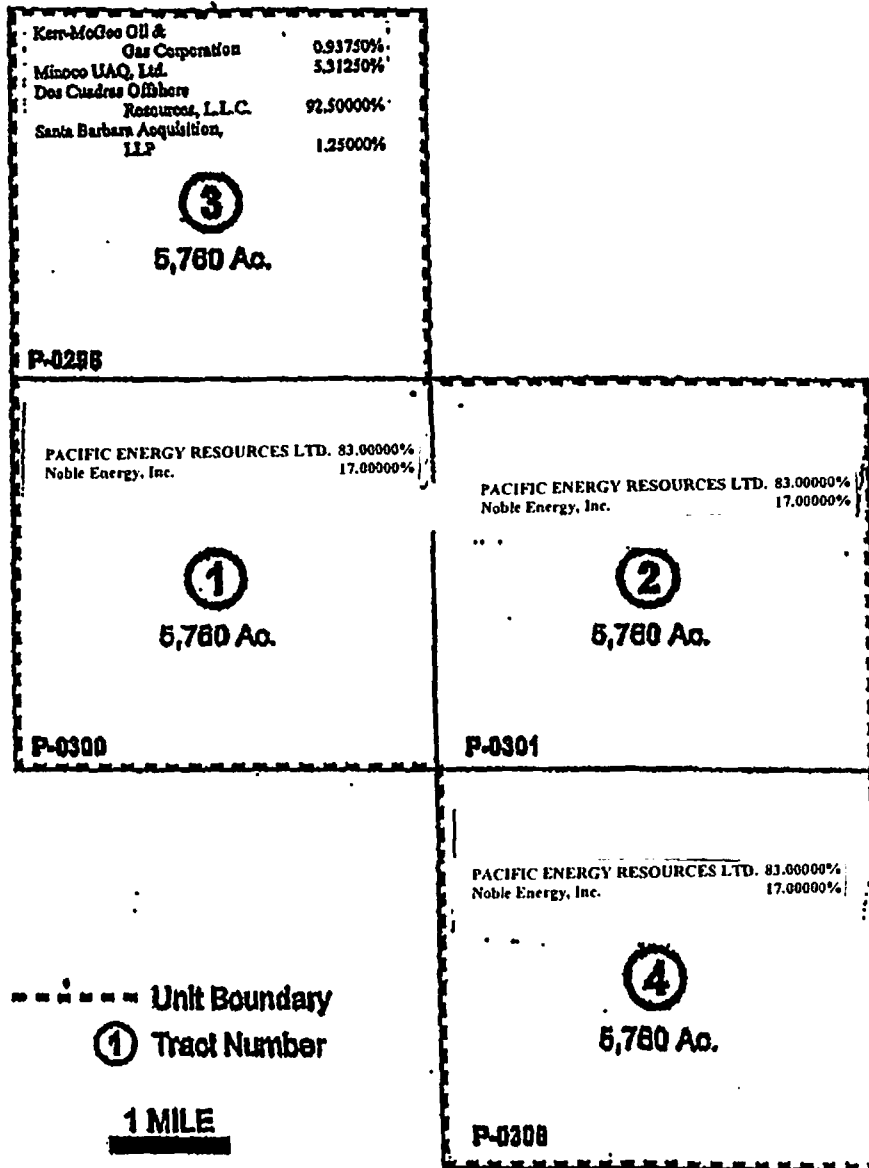 Kerr-McGee Oil &
Gas Corporation 0.93750%
Minoco UAQ, Ltd. 5.31250%
Dos Cuadras Offshore
Resources, L.L.C. 92.50000%
Santa Barbara Acquisition,
LLP 1.25000%
3
5,760 Ac.
P-0296
PACIFIC ENERGY RESOURCES LTD. 83.00000%
Noble Energy, Inc. 17.00000%
1
5,760 Ac.
P-0300
PACIFIC ENERGY RESOURCES LTD. 83.00000%
Noble Energy, Inc. 17.00000%
2
5,760 Ac.
P-0301
PACIFIC ENERGY RESOURCES LTD. 83.00000%
Noble Energy, Inc. 17.00000%
4
5,760 Ac.
Unit Boundary
1 Tract Number
1 MILE